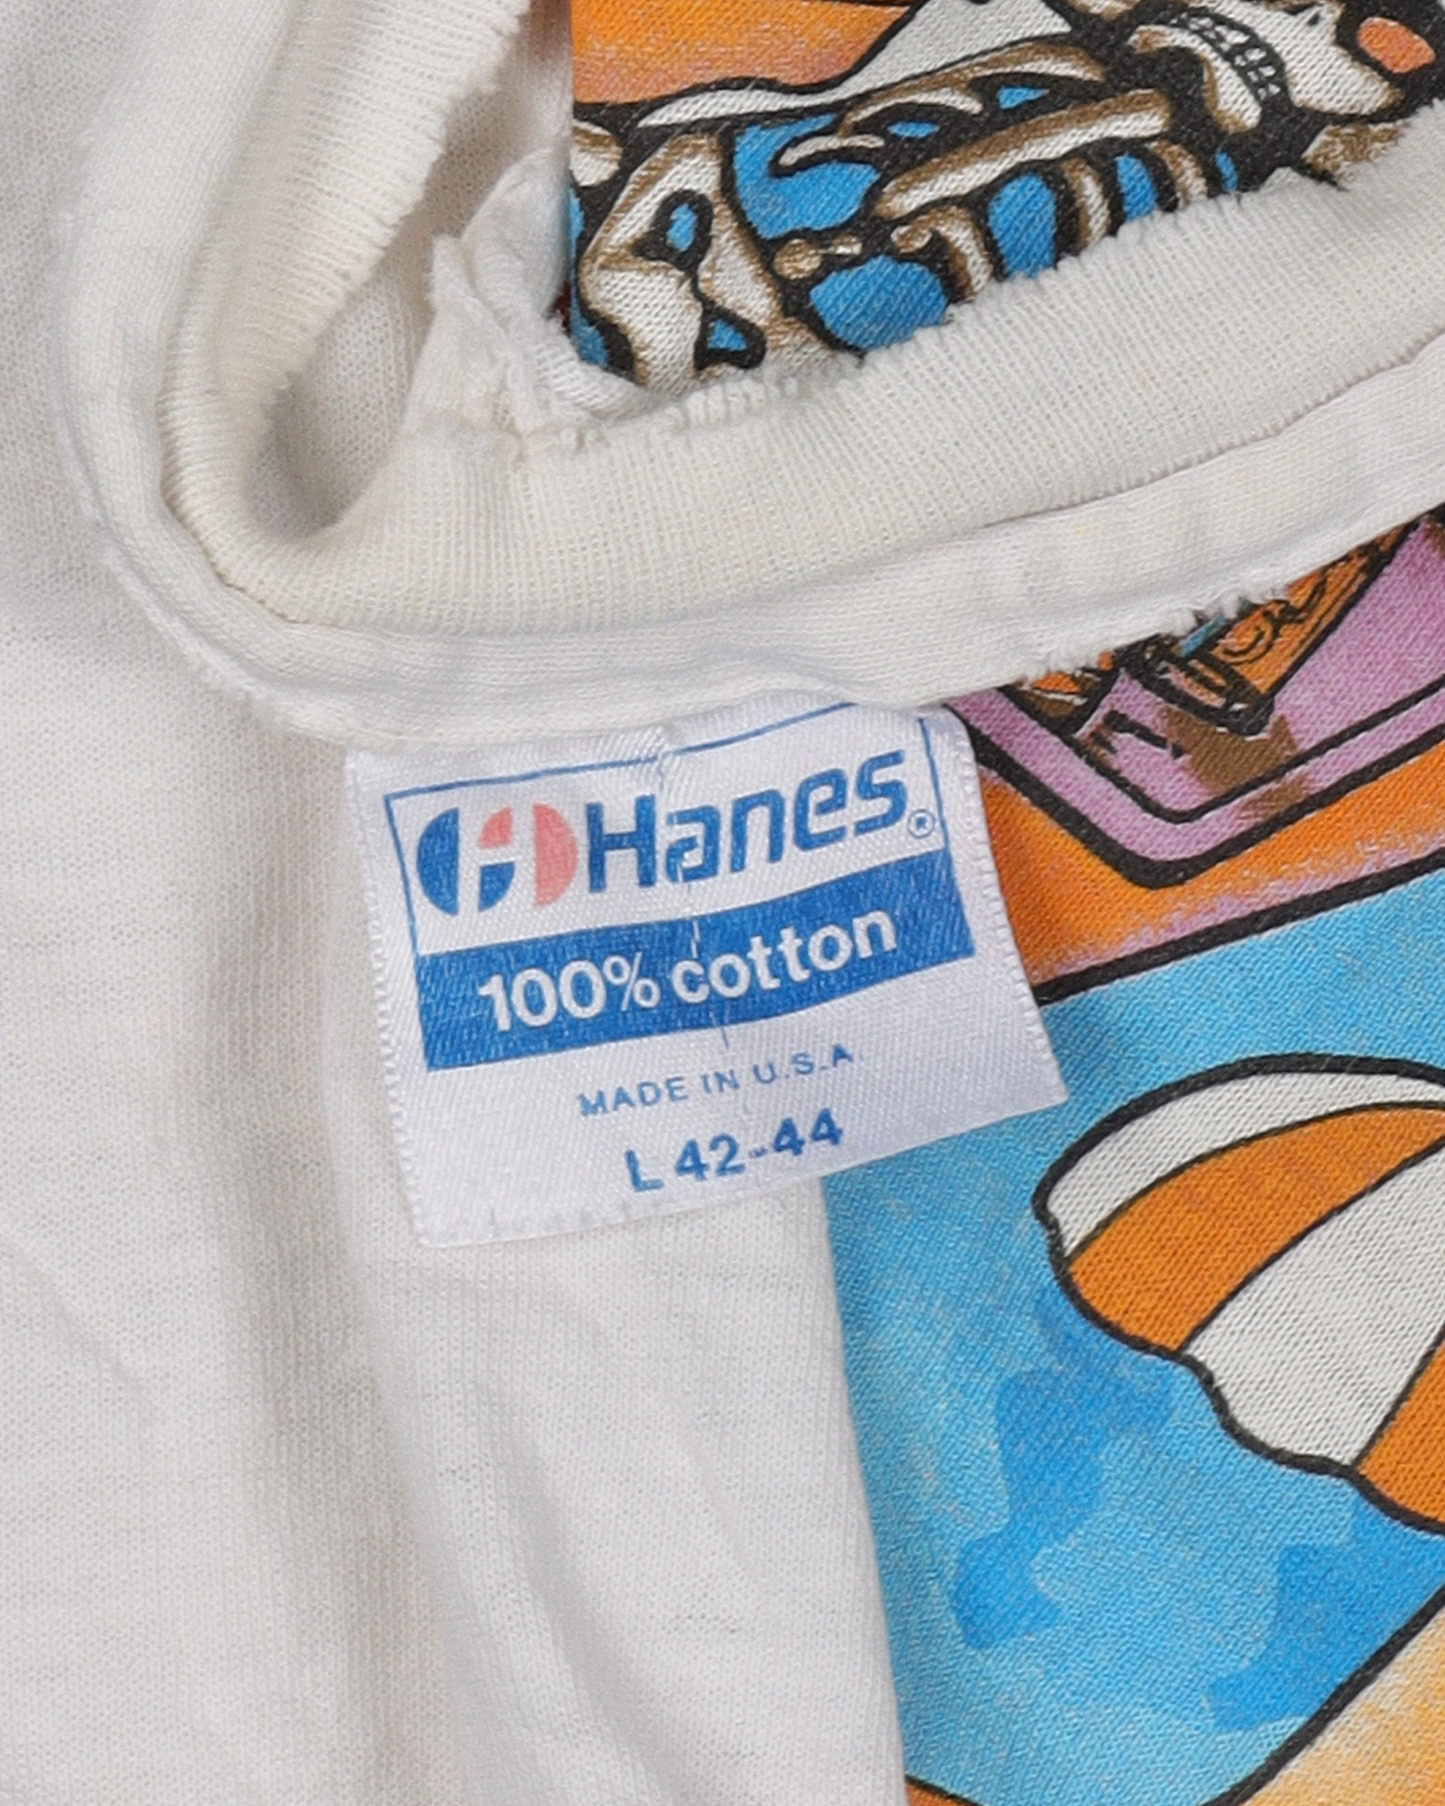 Hanes®
100% cotton
MADE IN U.S.A.
L 42-44